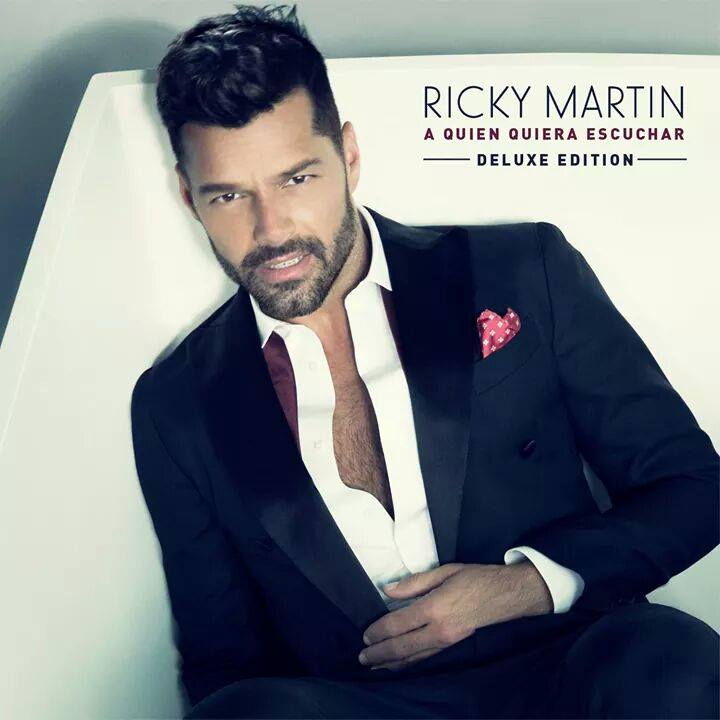 RICKY MARTIN
A QUIEN QUIERA ESCUCHAR
DELUXE EDITION